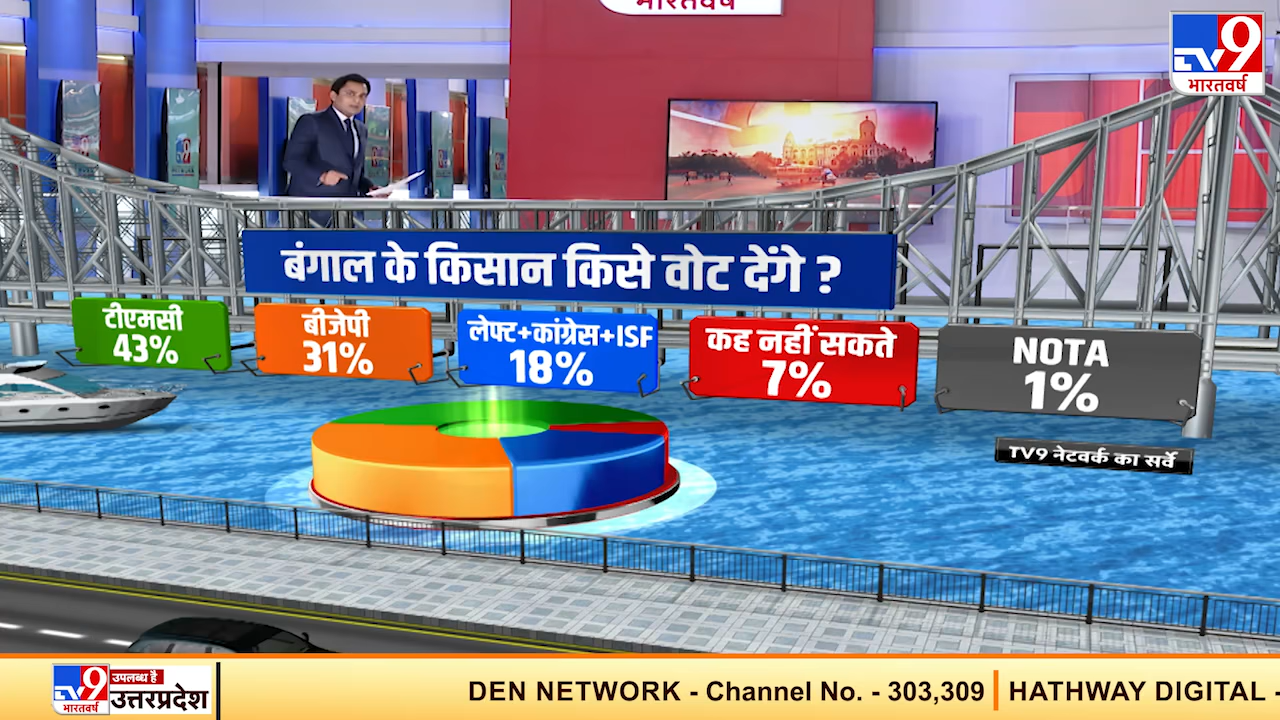 भारतवर्ष
TV9
भारतवर्ष
बंगाल के किसान किसे वोट देंगे ?
टीएमसी
43%
बीजेपी
31%
लेफ्ट+कांग्रेस+ISF
18%
कह नहीं सकते
7%
NOTA
1%
TV9 नेटवर्क का सर्वे
TV9
भारतवर्ष
उपलब्ध है
उत्तरप्रदेश
DEN NETWORK - Channel No. - 303,309 | HATHWAY DIGITAL -